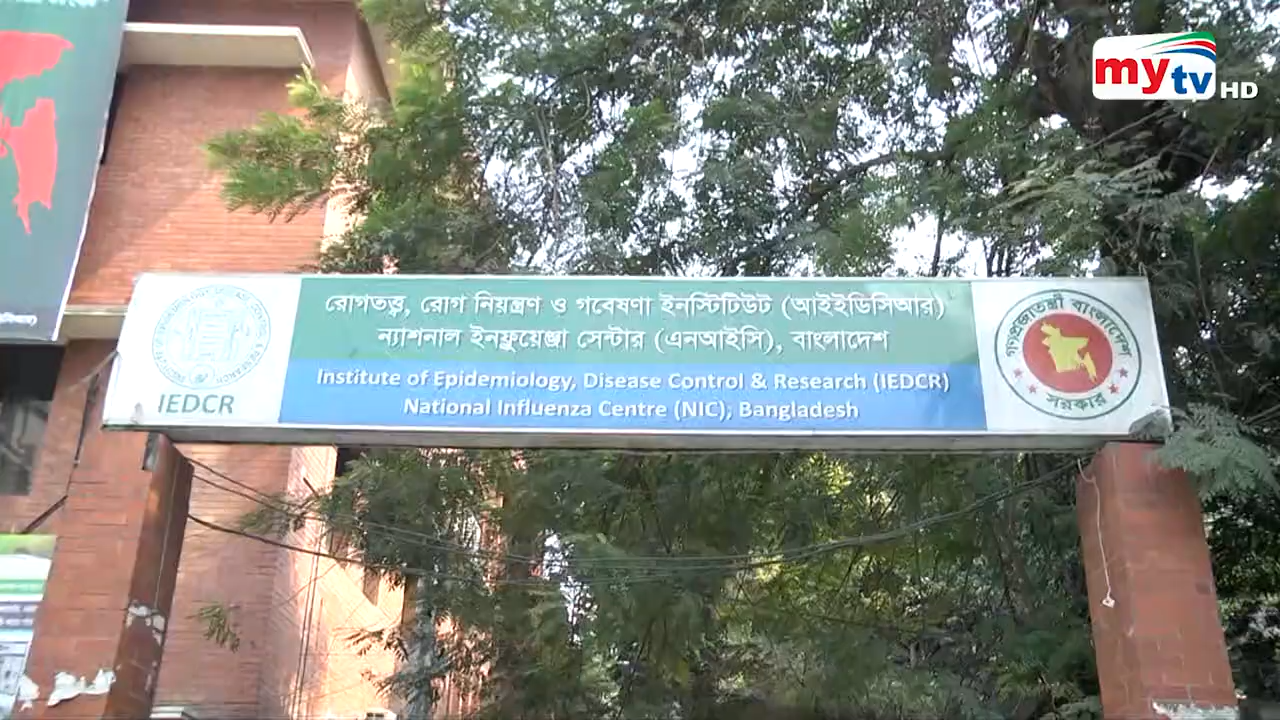 mytv HD
রোগতত্ত্ব, রোগ নিয়ন্ত্রণ ও গবেষণা ইনস্টিটিউট (আইইডিসিআর)
ন্যাশনাল ইনফ্লুয়েঞ্জা সেন্টার (এনআইসি), বাংলাদেশ
Institute of Epidemiology, Disease Control & Research (IEDCR)
National Influenza Centre (NIC), Bangladesh
IEDCR
গণপ্রজাতন্ত্রী বাংলাদেশ
সরকার